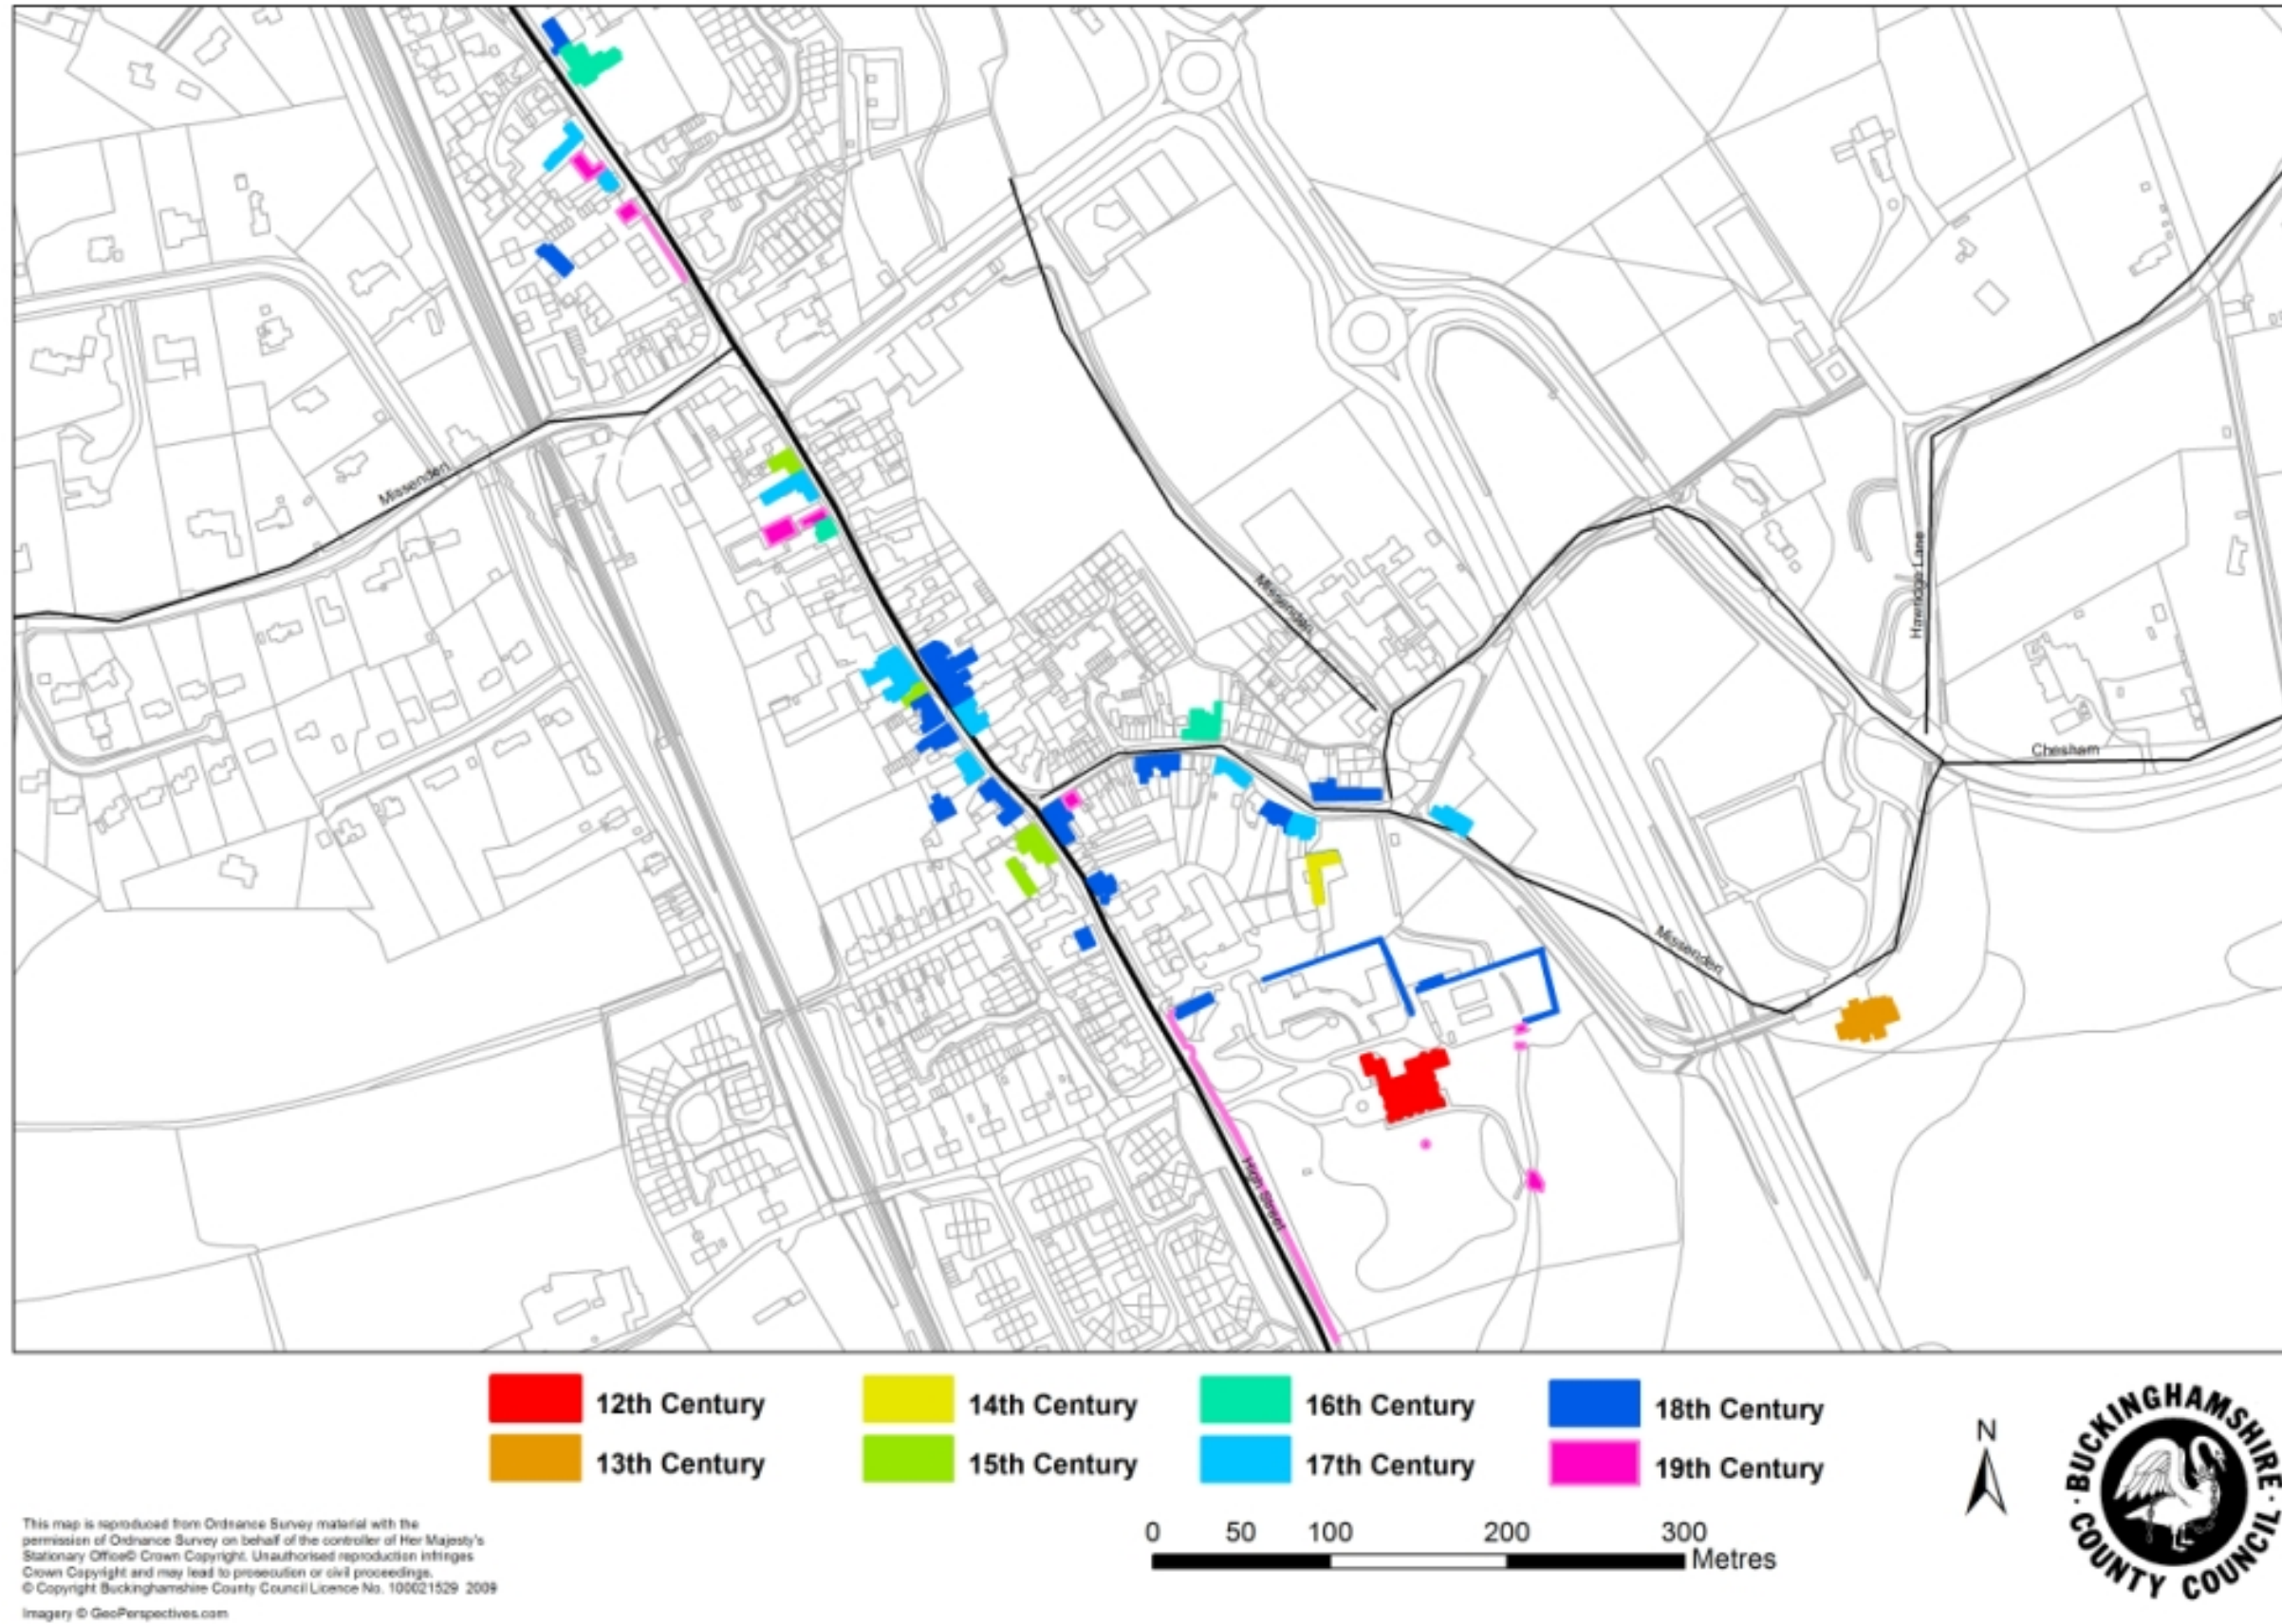 Missenden
Missenden
Hawridge Lane
Chesham
Missenden
High Street
12th Century
14th Century
16th Century
18th Century
13th Century
15th Century
17th Century
19th Century
N
BUCKINGHAMSHIRE
COUNTY COUNCIL
0 50 100 200 300
Metres
This map is reproduced from Ordnance Survey material with the
permission of Ordnance Survey on behalf of the controller of Her Majesty's
Stationary Office© Crown Copyright. Unauthorised reproduction infringes
Crown Copyright and may lead to prosecution or civil proceedings.
© Copyright Buckinghamshire County Council Licence No. 100021529 2009
Imagery © GeoPerspectives.com